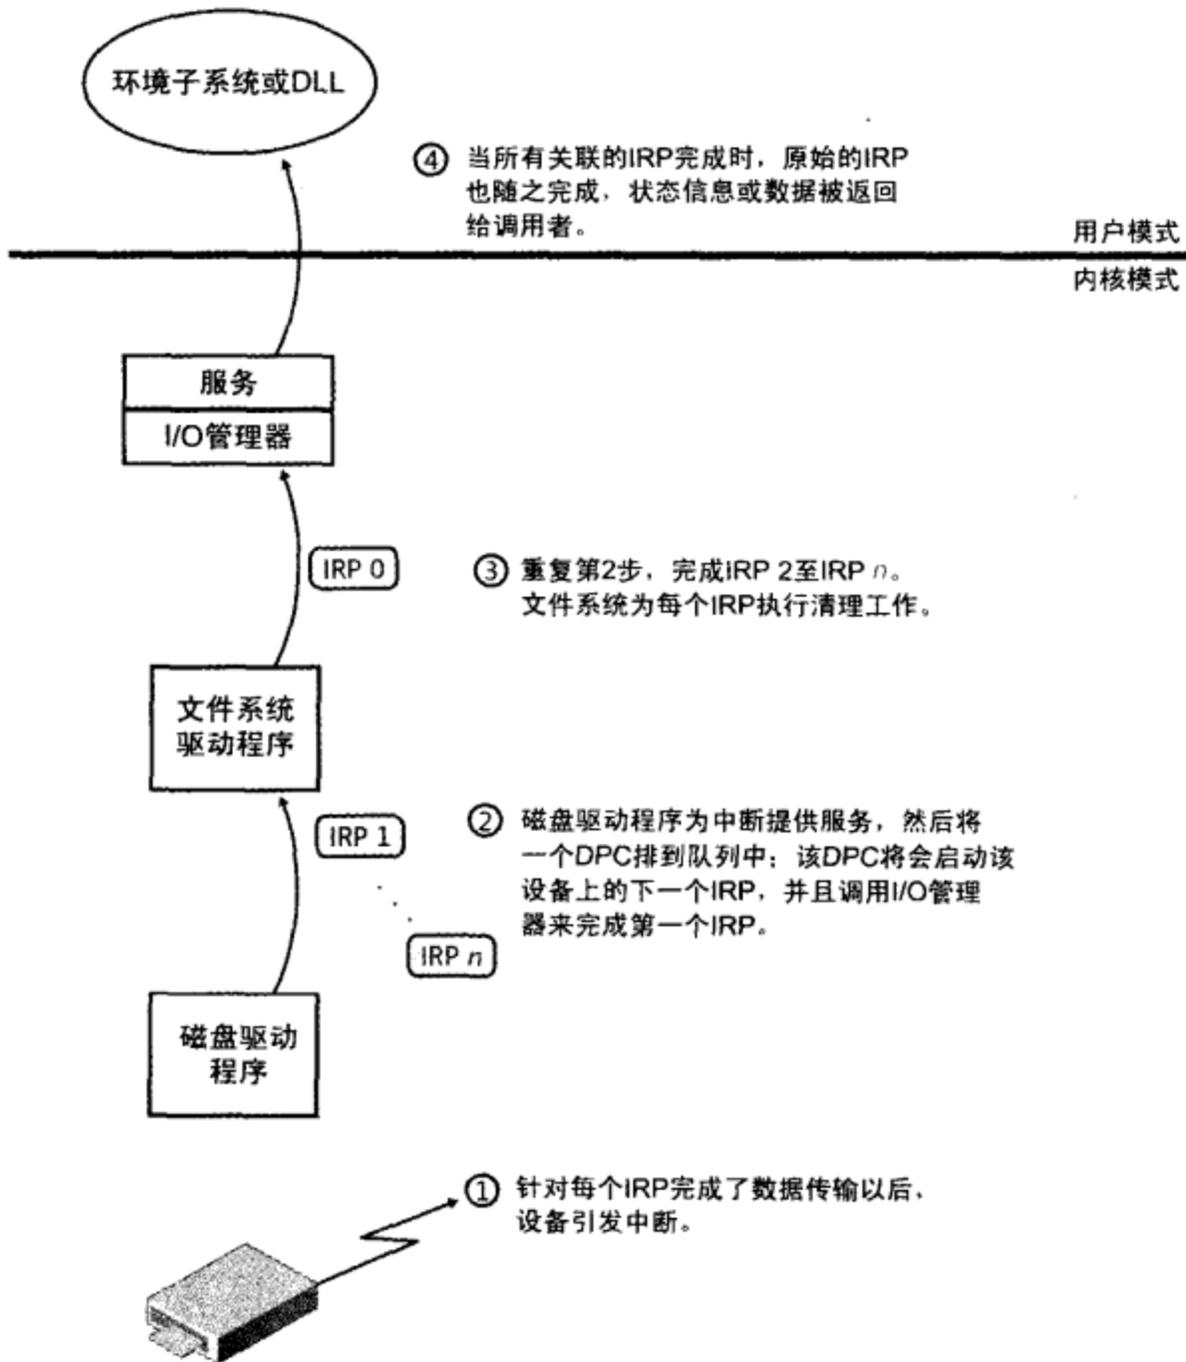 环境子系统或DLL
④ 当所有关联的IRP完成时，原始的IRP
也随之完成，状态信息或数据被返回
给调用者。
用户模式
内核模式
服务
I/O管理器
IRP 0
③ 重复第2步，完成IRP 2至IRP n。
文件系统为每个IRP执行清理工作。
文件系统
驱动程序
IRP 1
② 磁盘驱动程序为中断提供服务，然后将
一个DPC排到队列中；该DPC将会启动该
设备上的下一个IRP，并且调用I/O管理
器来完成第一个IRP。
IRP n
磁盘驱动
程序
① 针对每个IRP完成了数据传输以后，
设备引发中断。